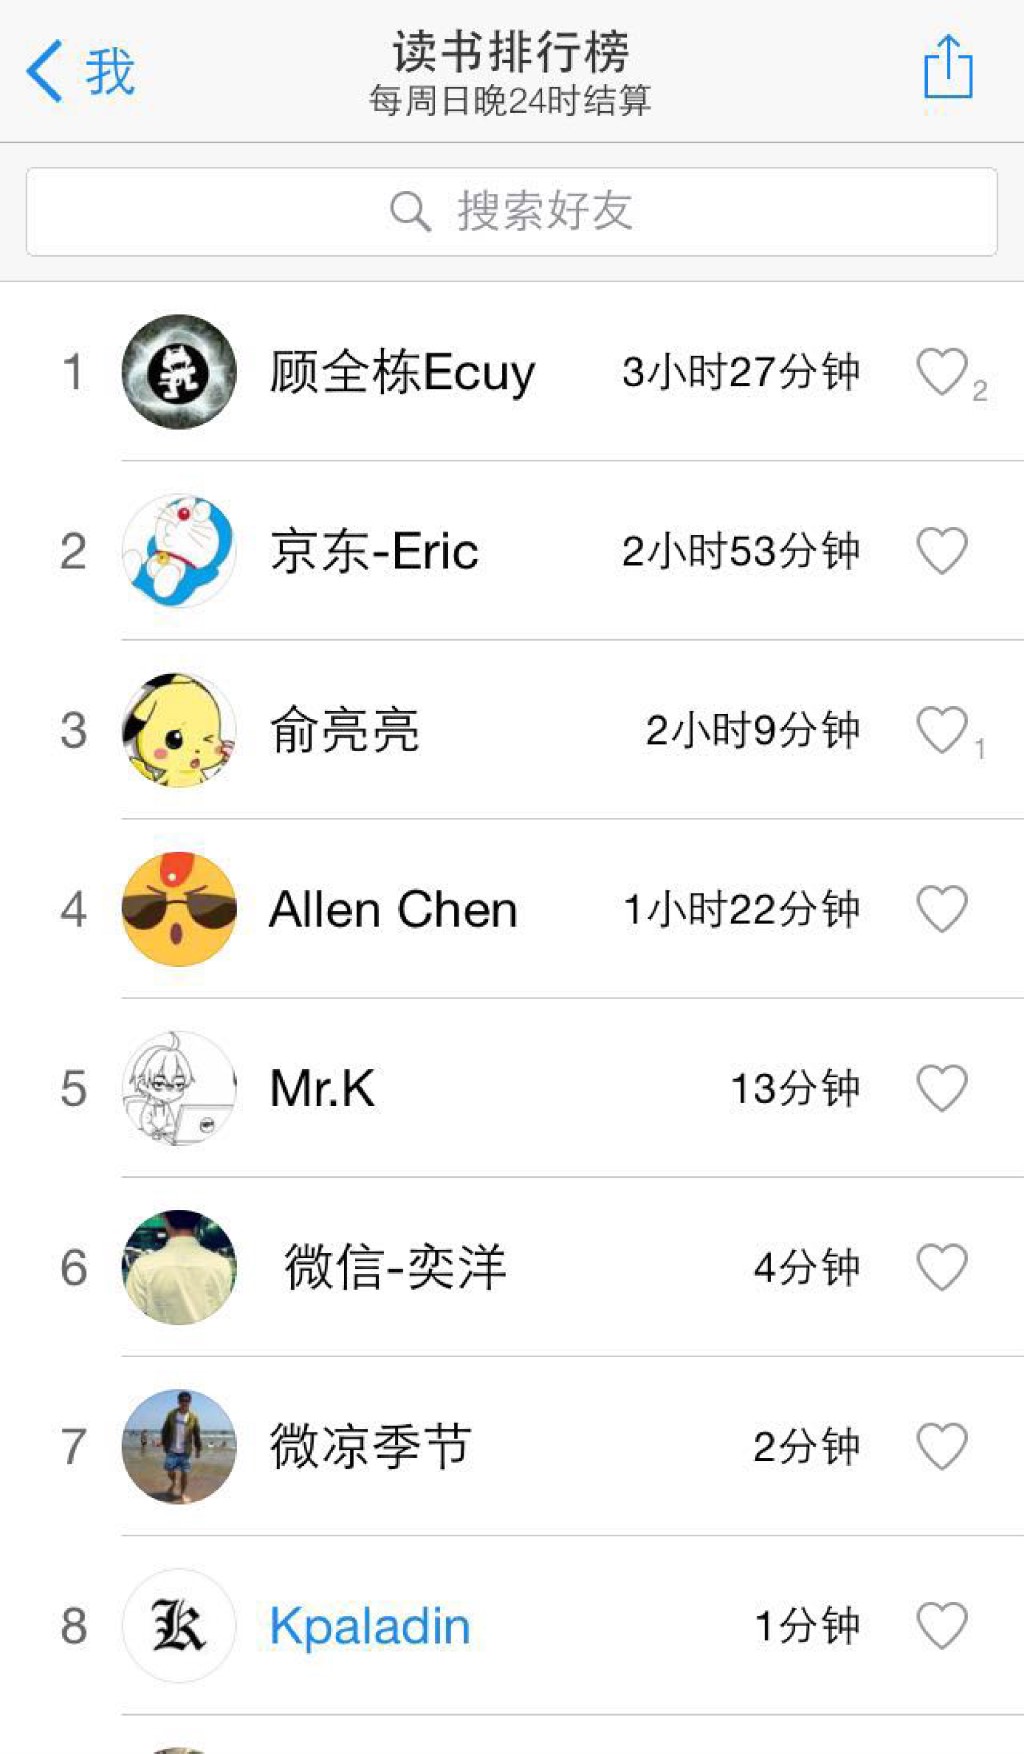 我
读书排行榜
每周日晚24时结算
搜索好友
1 顾全栋Ecuy 3小时27分钟 2
2 京东-Eric 2小时53分钟
3 俞亮亮 2小时9分钟 1
4 Allen Chen 1小时22分钟
5 Mr.K 13分钟
6 微信-奕洋 4分钟
7 微凉季节 2分钟
8 K Kpaladin 1分钟